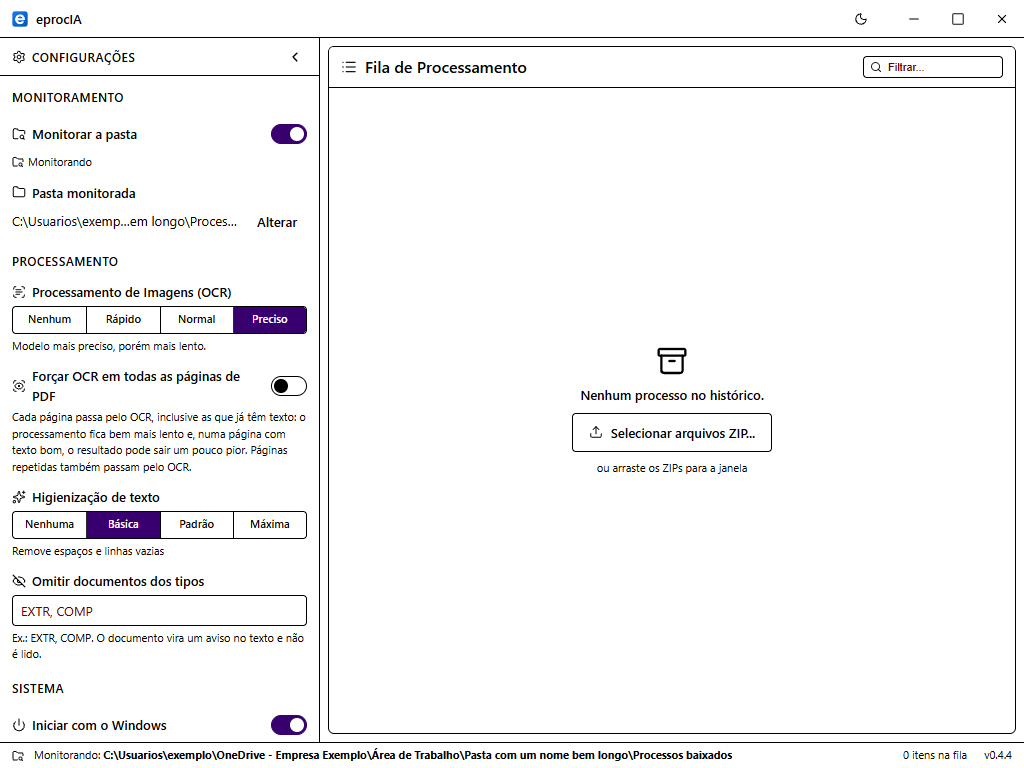 eprocIA
CONFIGURAÇÕES
MONITORAMENTO
Monitorar a pasta
Monitorando
Pasta monitorada
C:\Usuarios\exemp...em longo\Proces...
Alterar
PROCESSAMENTO
Processamento de Imagens (OCR)
Nenhum Rápido Normal Preciso
Modelo mais preciso, porém mais lento.
Forçar OCR em todas as páginas de
PDF
Cada página passa pelo OCR, inclusive as que já têm texto: o
processamento fica bem mais lento e, numa página com
texto bom, o resultado pode sair um pouco pior. Páginas
repetidas também passam pelo OCR.
Higienização de texto
Nenhuma Básica Padrão Máxima
Remove espaços e linhas vazias
Omitir documentos dos tipos
EXTR, COMP
Ex.: EXTR, COMP. O documento vira um aviso no texto e não
é lido.
SISTEMA
Iniciar com o Windows
Fila de Processamento
Filtrar...
Nenhum processo no histórico.
Selecionar arquivos ZIP...
ou arraste os ZIPs para a janela
Monitorando: C:\Usuarios\exemplo\OneDrive - Empresa Exemplo\Área de Trabalho\Pasta com um nome bem longo\Processos baixados
0 itens na fila
v0.4.4